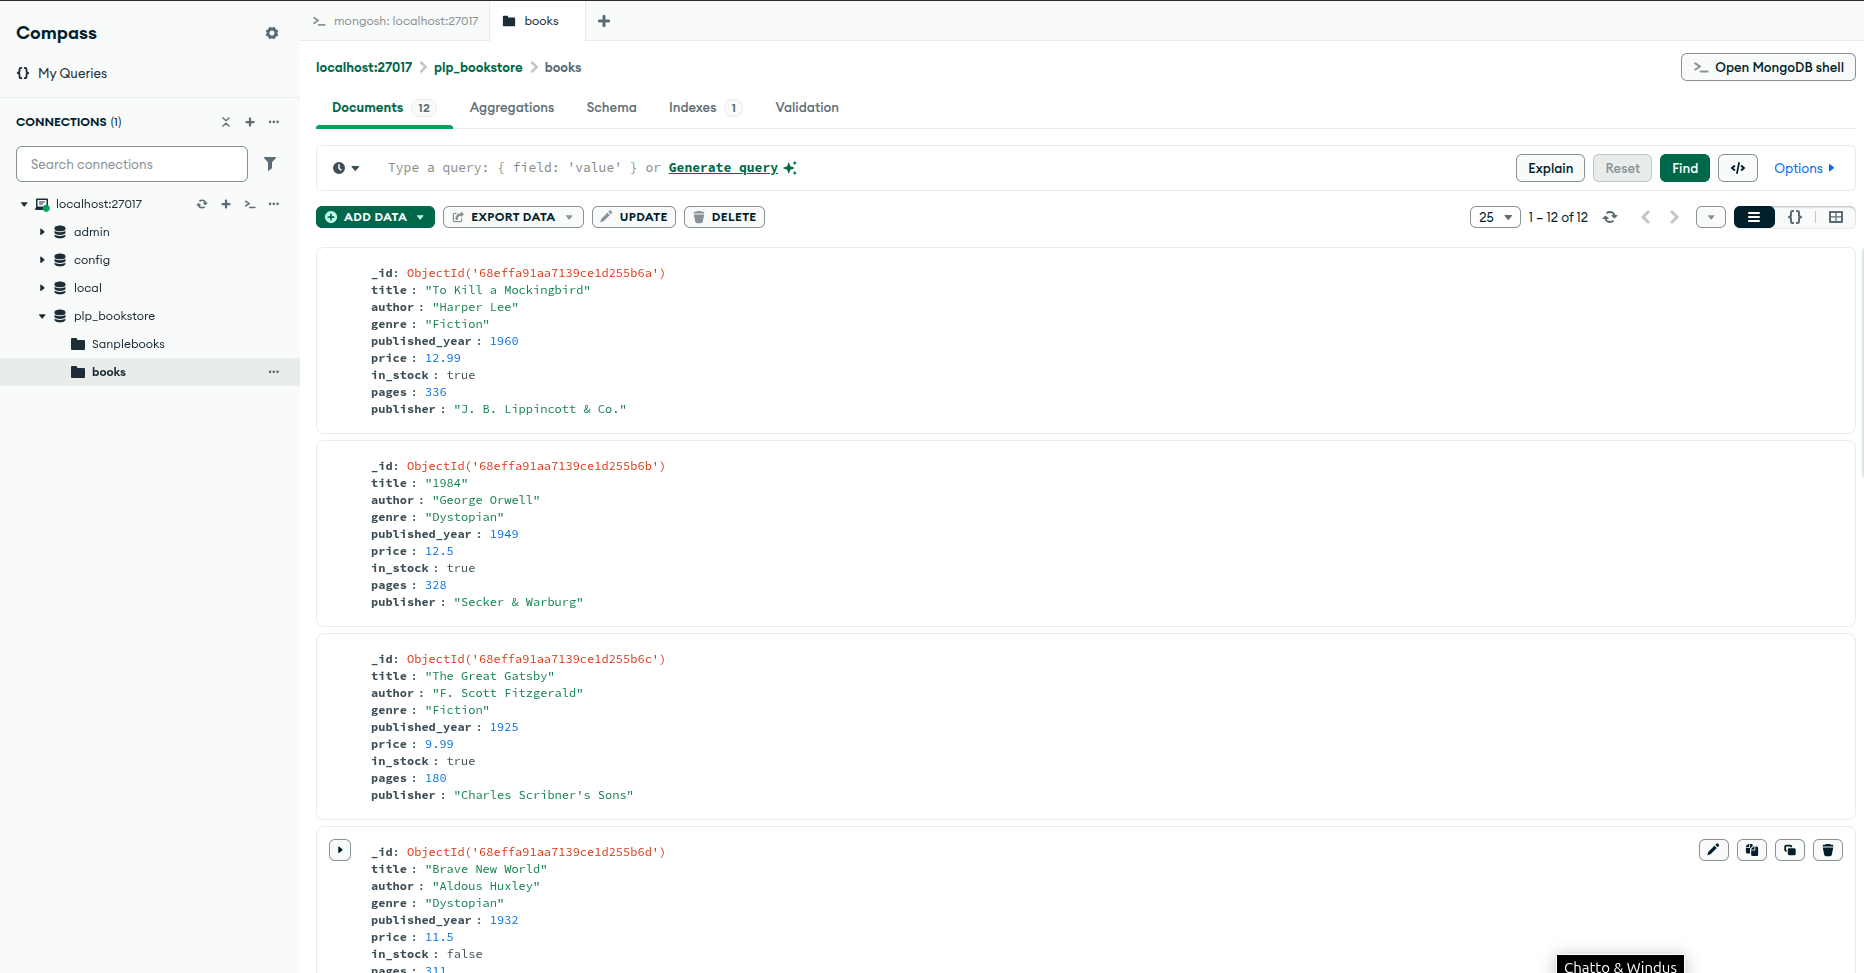 Compass
My Queries
CONNECTIONS (1)
Search connections
localhost:27017
admin
config
local
plp_bookstore
Sanplebooks
books
mongosh: localhost:27017
books
localhost:27017 > plp_bookstore > books
>_ Open MongoDB shell
Documents 12 Aggregations Schema Indexes 1 Validation
Type a query: { field: 'value' } or Generate query
Explain Reset Find </> Options
ADD DATA EXPORT DATA UPDATE DELETE
25 1 – 12 of 12
_id: ObjectId('68effa91aa7139ce1d255b6a')
title : "To Kill a Mockingbird"
author : "Harper Lee"
genre : "Fiction"
published_year : 1960
price : 12.99
in_stock : true
pages : 336
publisher : "J. B. Lippincott & Co."
_id: ObjectId('68effa91aa7139ce1d255b6b')
title : "1984"
author : "George Orwell"
genre : "Dystopian"
published_year : 1949
price : 12.5
in_stock : true
pages : 328
publisher : "Secker & Warburg"
_id: ObjectId('68effa91aa7139ce1d255b6c')
title : "The Great Gatsby"
author : "F. Scott Fitzgerald"
genre : "Fiction"
published_year : 1925
price : 9.99
in_stock : true
pages : 180
publisher : "Charles Scribner's Sons"
_id: ObjectId('68effa91aa7139ce1d255b6d')
title : "Brave New World"
author : "Aldous Huxley"
genre : "Dystopian"
published_year : 1932
price : 11.5
in_stock : false
pages : 311
Chatto & Windus